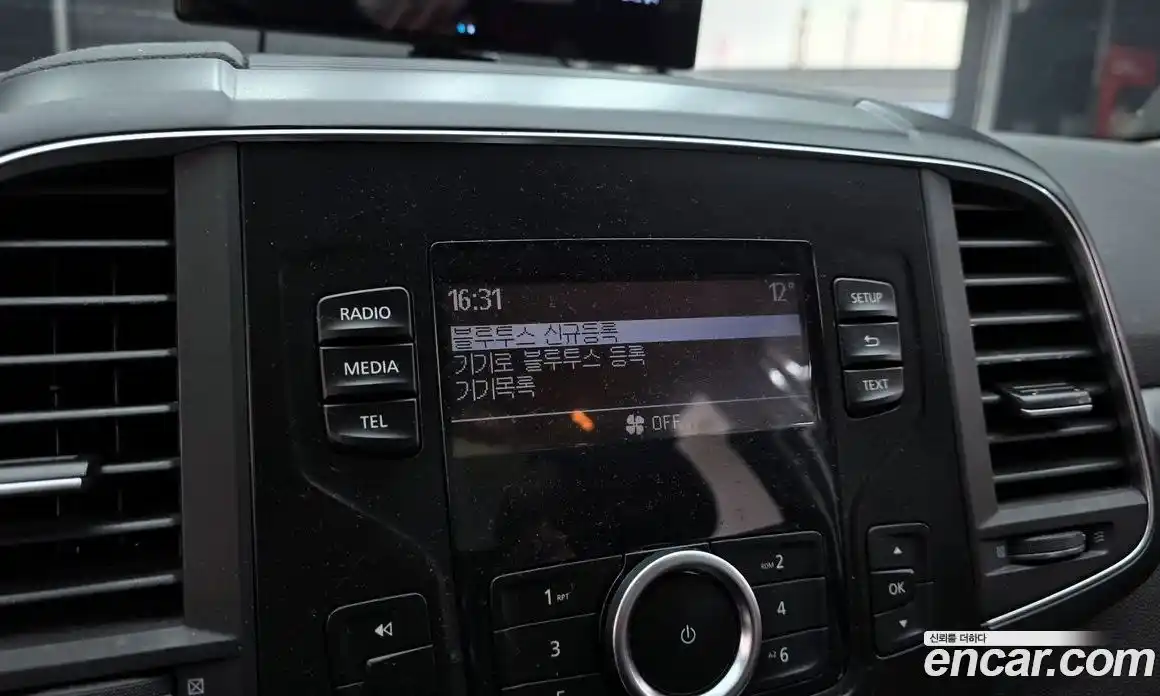 16:31 12°
블루투스 신규등록
기기로 블루투스 등록
기기목록
OFF
RADIO
MEDIA
TEL
SETUP
TEXT
1 RPT
RDM 2
3
4
6
OK
신뢰를 더하다
encar.com